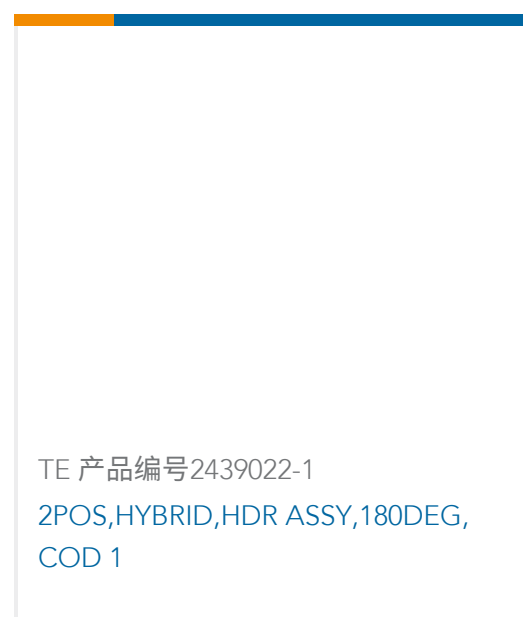 TE 产品编号2439022-1
2POS,HYBRID,HDR ASSY,180DEG,
COD 1